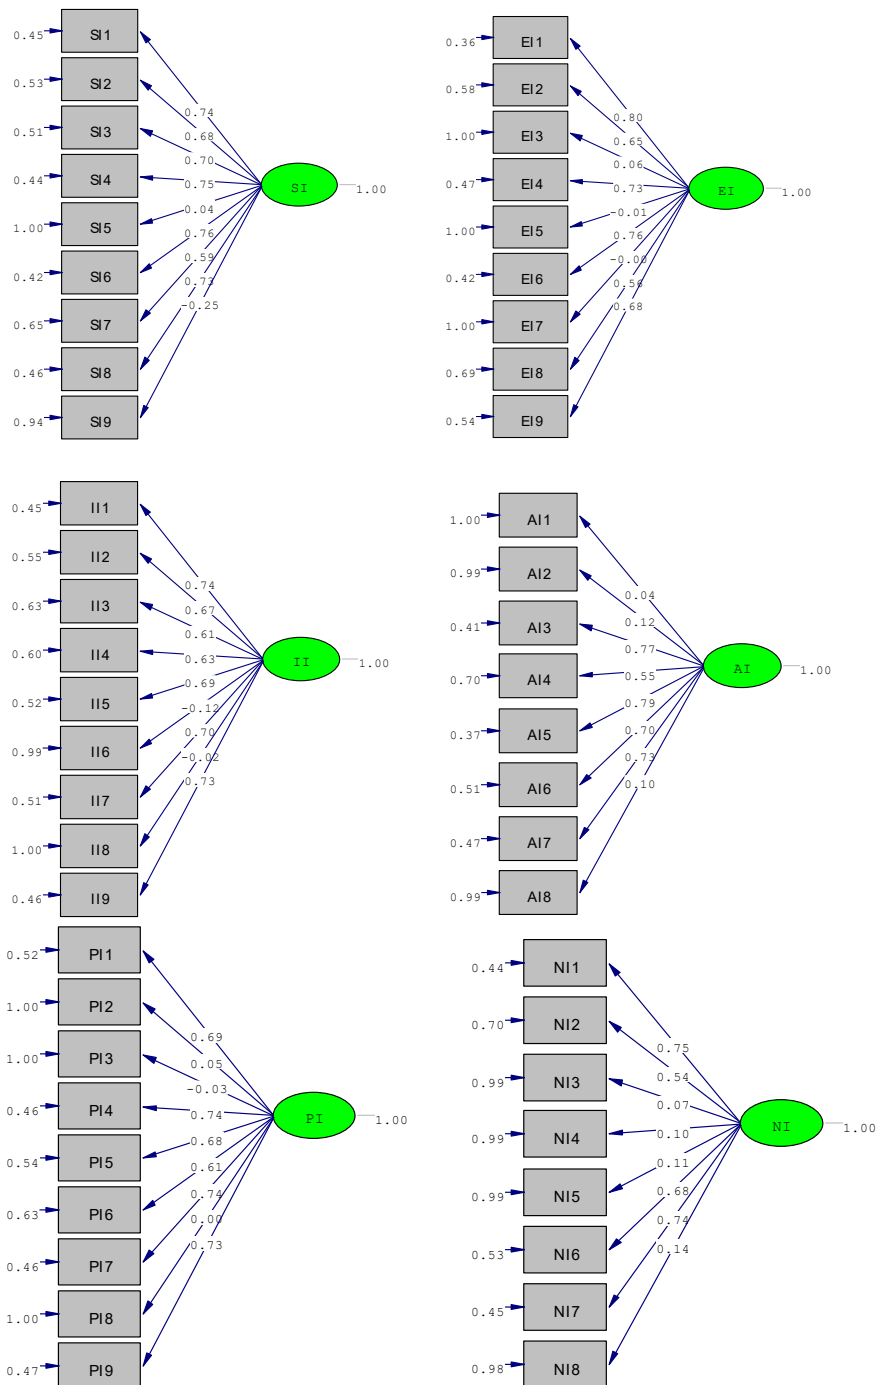 0.45 SI1
0.53 SI2
0.51 SI3
0.44 SI4
1.00 SI5
0.42 SI6
0.65 SI7
0.46 SI8
0.94 SI9
0.74
0.68
0.70
0.75
0.04
0.76
0.59
0.73
-0.25
SI 1.00
0.36 EI1
0.58 EI2
1.00 EI3
0.47 EI4
1.00 EI5
0.42 EI6
1.00 EI7
0.69 EI8
0.54 EI9
0.80
0.65
0.06
0.73
-0.01
0.76
-0.00
0.56
0.68
EI 1.00
0.45 II1
0.55 II2
0.63 II3
0.60 II4
0.52 II5
0.99 II6
0.51 II7
1.00 II8
0.46 II9
0.74
0.67
0.61
0.63
0.69
-0.12
0.70
-0.02
0.73
II 1.00
1.00 AI1
0.99 AI2
0.41 AI3
0.70 AI4
0.37 AI5
0.51 AI6
0.47 AI7
0.99 AI8
0.04
0.12
0.77
0.55
0.79
0.70
0.73
0.10
AI 1.00
0.52 PI1
1.00 PI2
1.00 PI3
0.46 PI4
0.54 PI5
0.63 PI6
0.46 PI7
1.00 PI8
0.47 PI9
0.69
0.05
-0.03
0.74
0.68
0.61
0.74
0.00
0.73
PI 1.00
0.44 NI1
0.70 NI2
0.99 NI3
0.99 NI4
0.99 NI5
0.53 NI6
0.45 NI7
0.98 NI8
0.75
0.54
0.07
0.10
0.11
0.68
0.74
0.14
NI 1.00